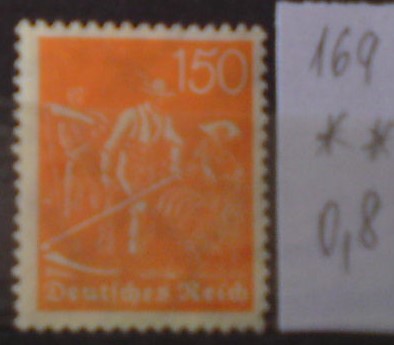 150
Deutsches Reich
169
**
0,8